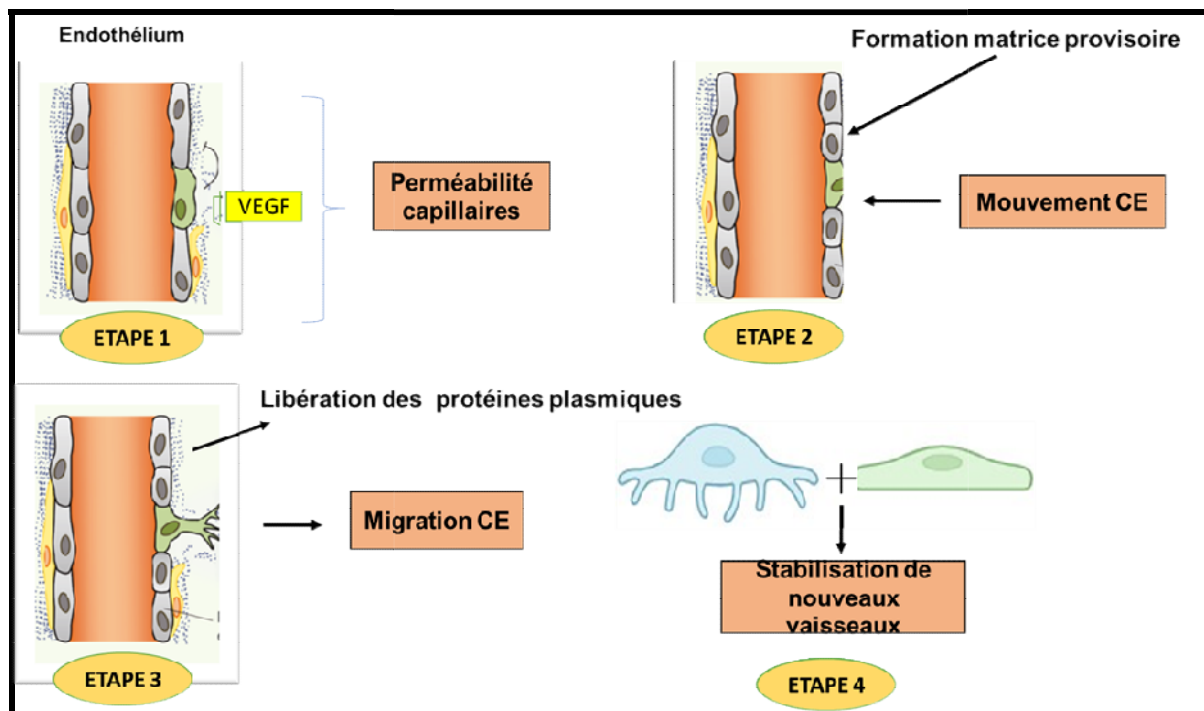 Endothélium
VEGF
Perméabilité
capillaires
ETAPE 1
Formation matrice provisoire
Mouvement CE
ETAPE 2
Libération des protéines plasmiques
Migration CE
ETAPE 3
Stabilisation de
nouveaux
vaisseaux
ETAPE 4